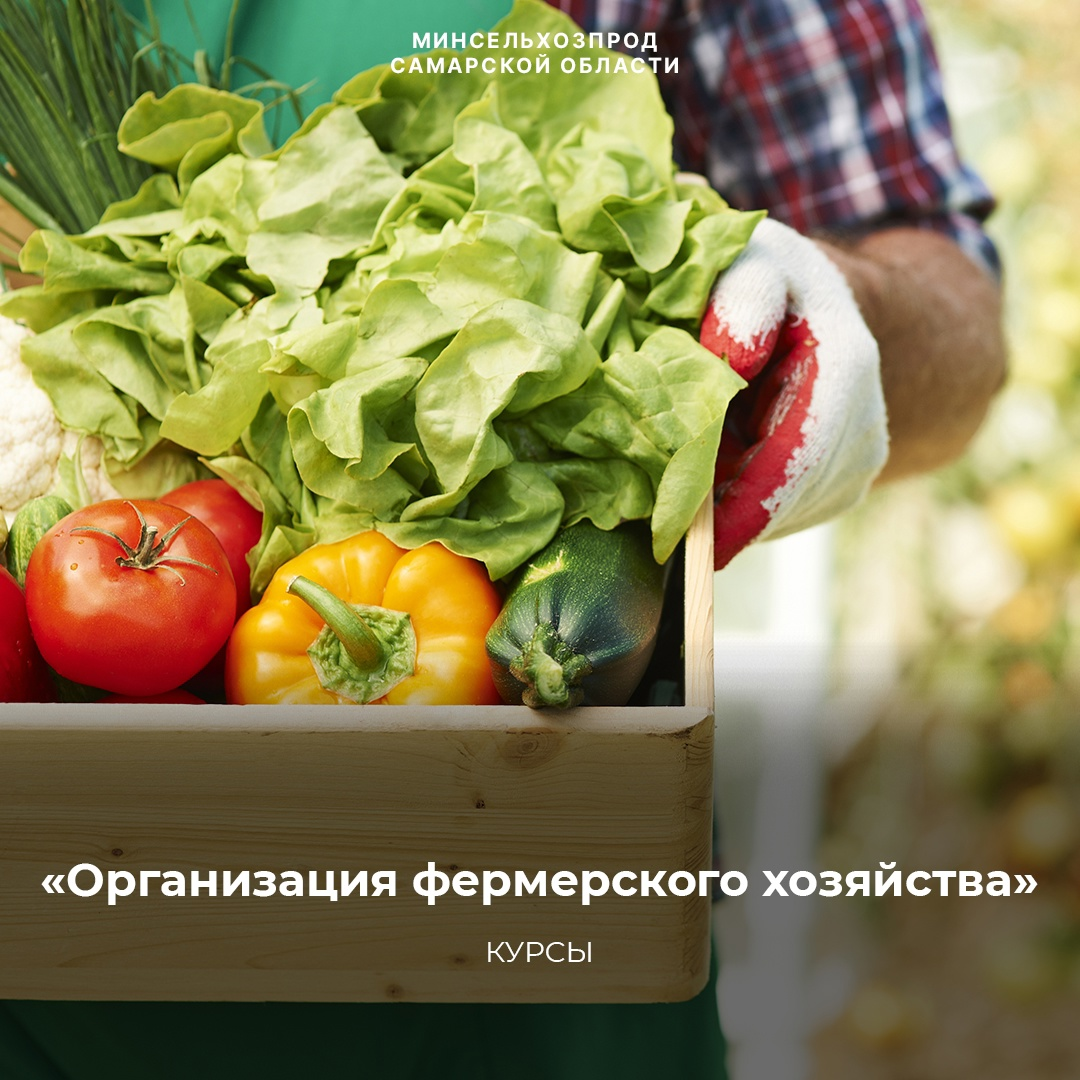 МИНСЕЛЬХОЗПРОД
САМАРСКОЙ ОБЛАСТИ
«Организация фермерского хозяйства»
КУРСЫ